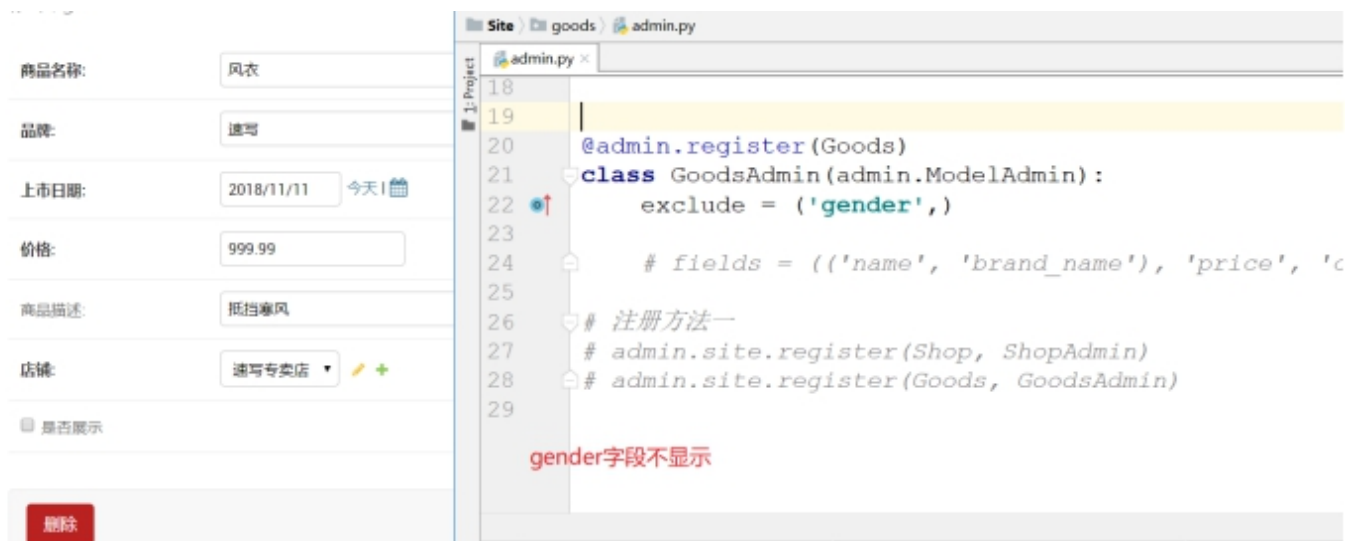 商品名称: 风衣
品牌: 速写
上市日期: 2018/11/11 今天
价格: 999.99
商品描述: 抵挡寒风
店铺: 速写专卖店
是否展示
删除
Site goods admin.py
admin.py
1: Project
18
19
20 @admin.register(Goods)
21 class GoodsAdmin(admin.ModelAdmin):
22 exclude = ('gender',)
23
24 # fields = (('name', 'brand_name'), 'price',
25
26 # 注册方法一
27 # admin.site.register(Shop, ShopAdmin)
28 # admin.site.register(Goods, GoodsAdmin)
29
gender字段不显示